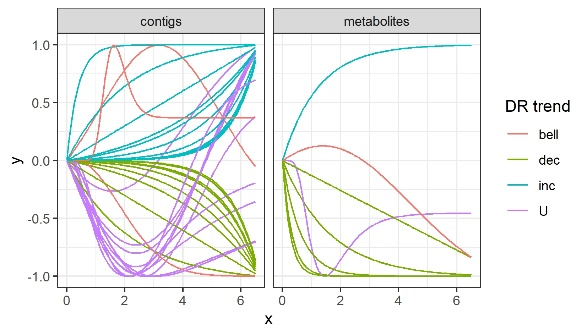 contigs metabolites
1.0
0.5
0.0
-0.5
-1.0
y
0 2 4 6 0 2 4 6
x
DR trend
bell
dec
inc
U